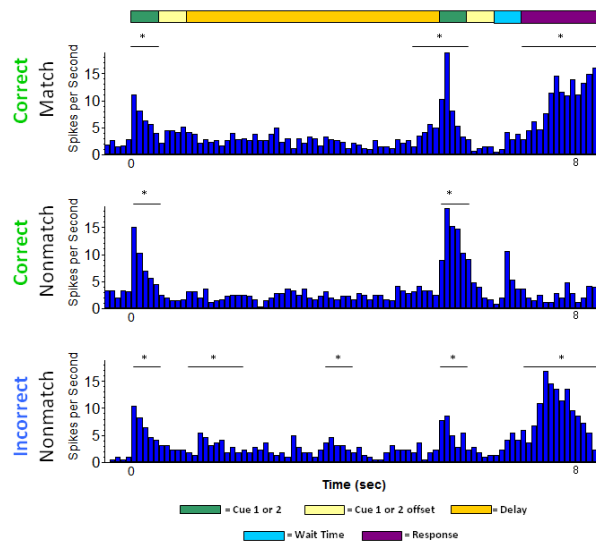 * * *
Correct
Match
Spikes per Second
15
10
5
0
0 8
* *
Correct
Nonmatch
Spikes per Second
15
10
5
0
0 8
* * * * *
Incorrect
Nonmatch
Spikes per Second
15
10
5
0
0 8
Time (sec)
= Cue 1 or 2 = Cue 1 or 2 offset = Delay
= Wait Time = Response